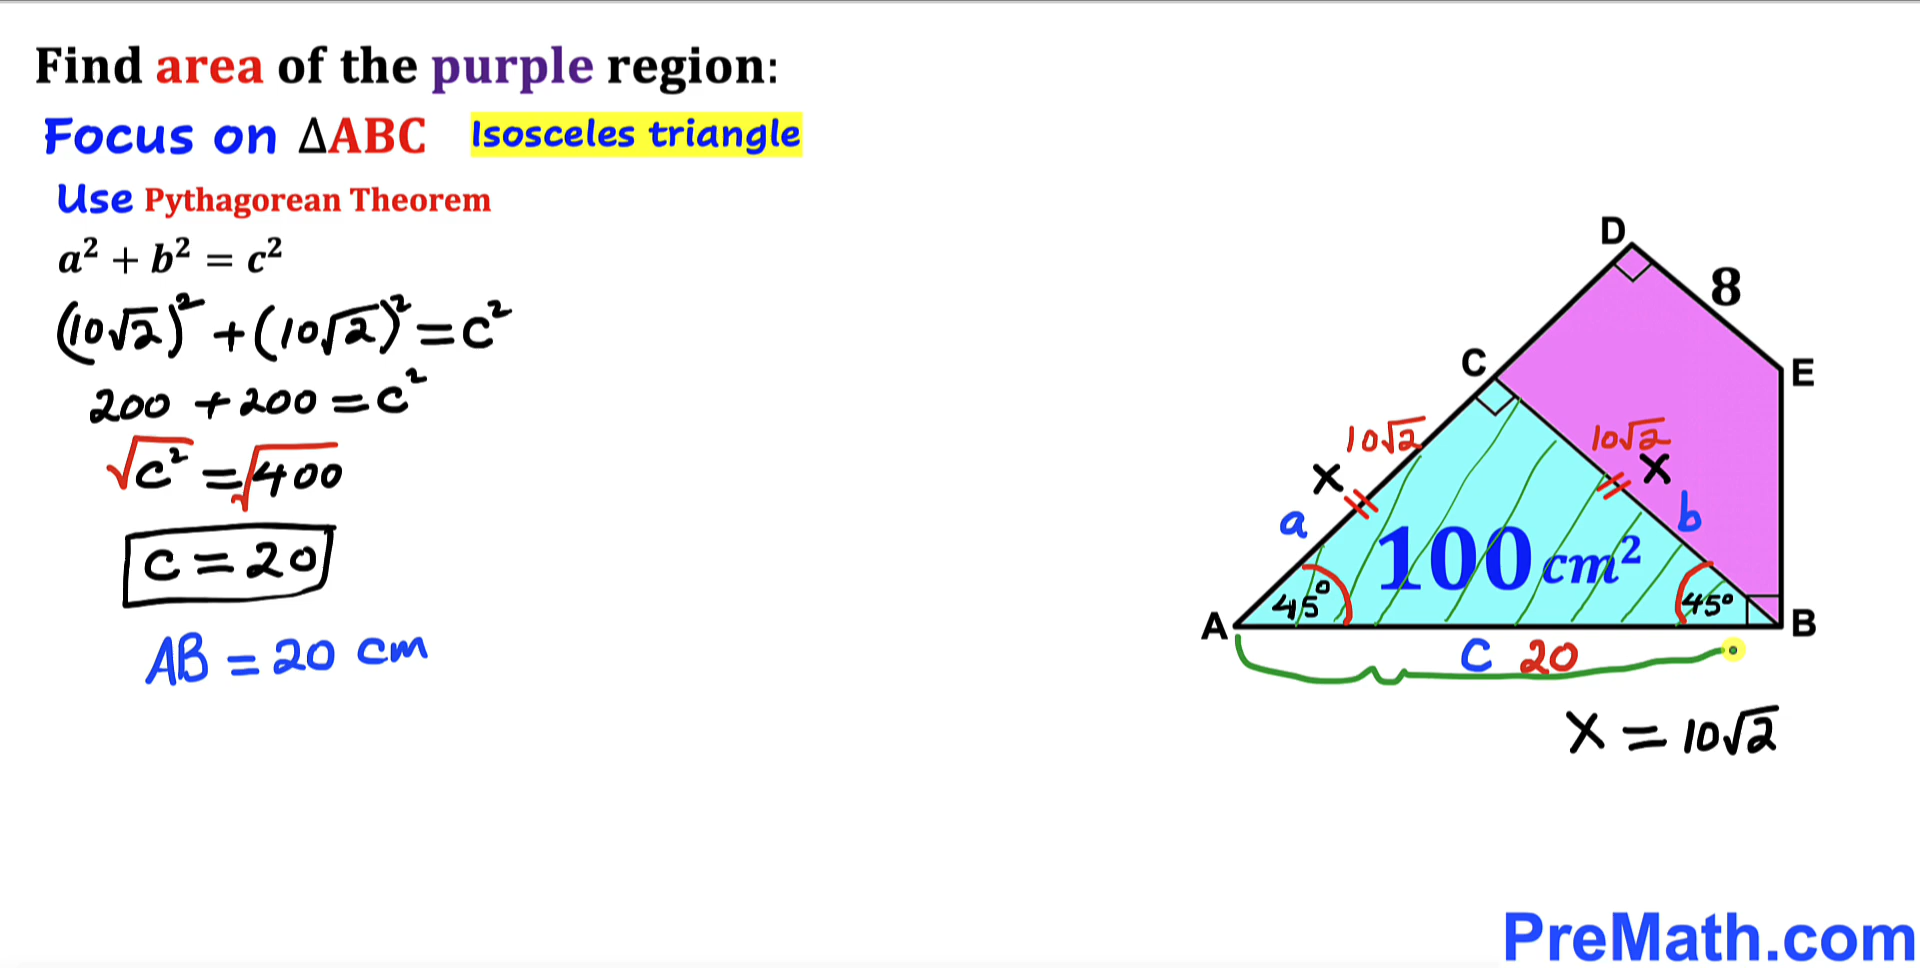 Find area of the purple region:
Focus on ΔABC Isosceles triangle
Use Pythagorean Theorem
a² + b² = c²
(10√2)² + (10√2)² = c²
200 + 200 = c²
√c² = √400
c = 20
AB = 20 cm
D
8
C
E
10√2
10√2
x
x
a
b
100 cm²
45°
45°
A
B
C 20
x = 10√2
PreMath.com